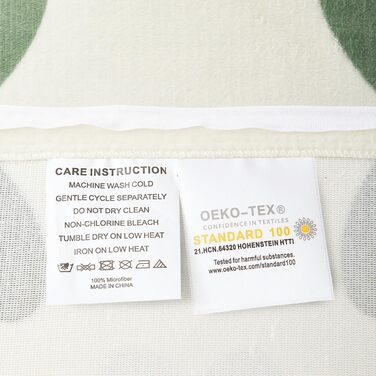 CARE INSTRUCTION
MACHINE WASH COLD
GENTLE CYCLE SEPARATELY
DO NOT DRY CLEAN
NON-CHLORINE BLEACH
TUMBLE DRY ON LOW HEAT
IRON ON LOW HEAT
100% Microfiber
MADE IN CHINA
OEKO-TEX®
CONFIDENCE IN TEXTILES
STANDARD 100
21.HCN.64320 HOHENSTEIN HTTI
Tested for harmful substances.
www.oeko-tex.com/standard100